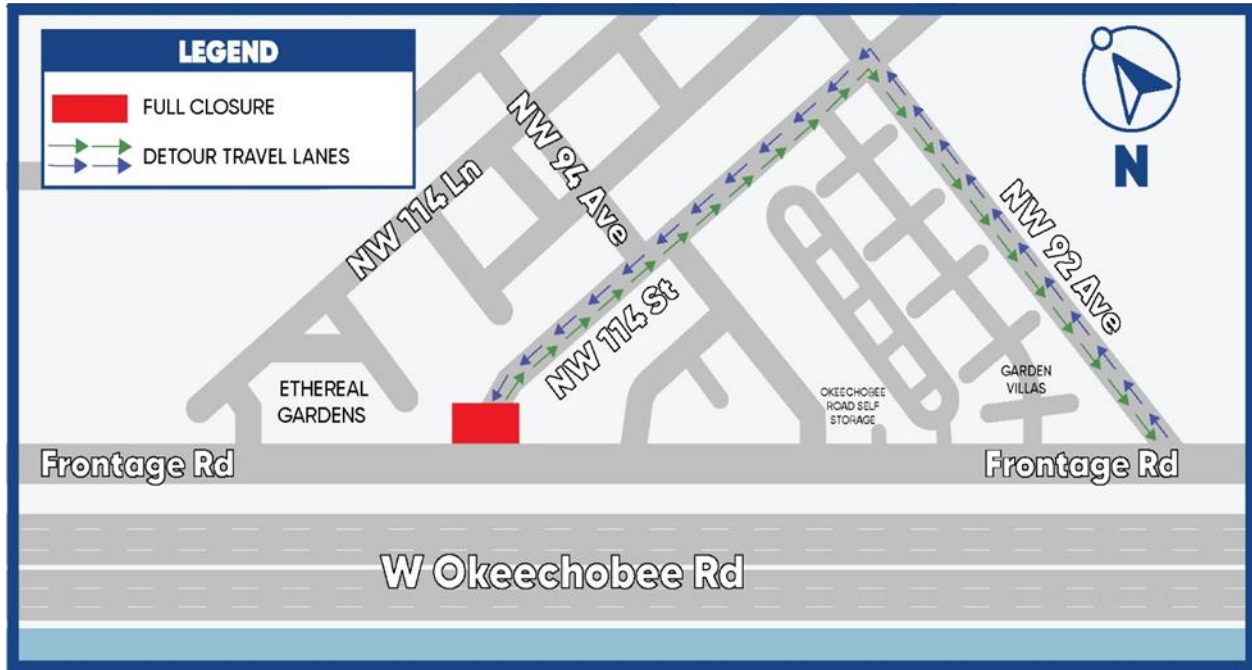 LEGEND
FULL CLOSURE
DETOUR TRAVEL LANES
N
NW 114 Ln
NW 94 Ave
NW 114 St
NW 92 Ave
ETHEREAL
GARDENS
OKEECHOBEE
ROAD SELF
STORAGE
GARDEN
VILLAS
Frontage Rd
Frontage Rd
W Okeechobee Rd